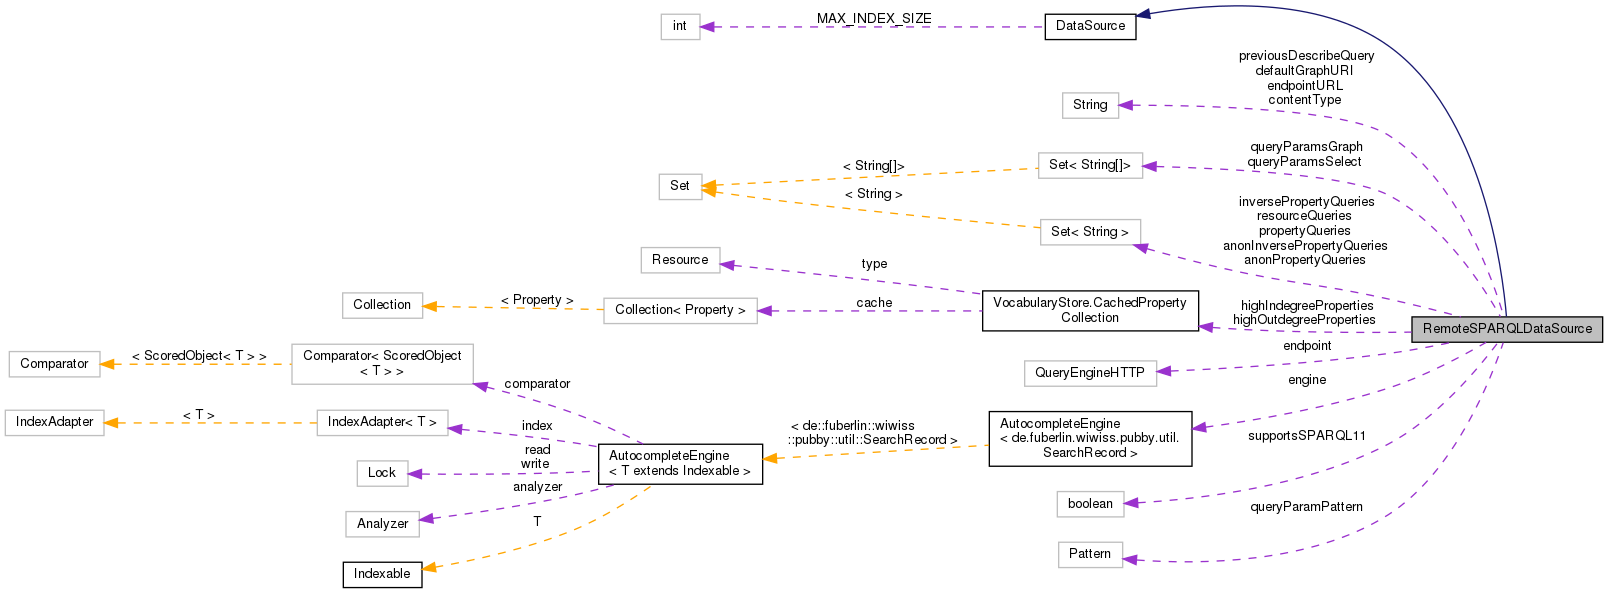 int
MAX_INDEX_SIZE
DataSource
previousDescribeQuery
defaultGraphURI
endpointURL
contentType
String
queryParamsGraph
queryParamsSelect
Set< String[]>
< String[]>
Set
< String >
Set< String >
inversePropertyQueries
resourceQueries
propertyQueries
anonInversePropertyQueries
anonPropertyQueries
Resource
type
VocabularyStore.CachedProperty
Collection
cache
Collection< Property >
< Property >
Collection
highIndegreeProperties
highOutdegreeProperties
RemoteSPARQLDataSource
endpoint
QueryEngineHTTP
engine
Comparator
< ScoredObject< T > >
Comparator< ScoredObject
< T > >
comparator
IndexAdapter
< T >
IndexAdapter< T >
index
read
write
Lock
analyzer
Analyzer
T
Indexable
AutocompleteEngine
< T extends Indexable >
< de::fuberlin::wiwiss
::pubby::util::SearchRecord >
AutocompleteEngine
< de.fuberlin.wiwiss.pubby.util.
SearchRecord >
supportsSPARQL11
boolean
queryParamPattern
Pattern